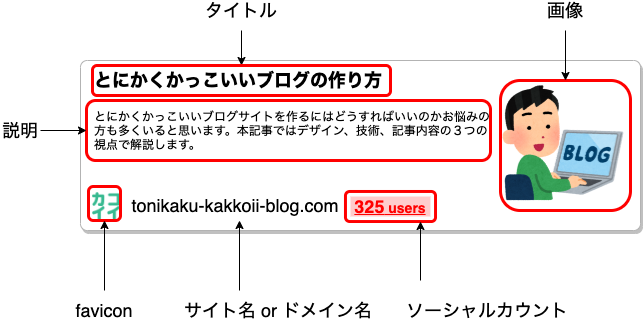 タイトル
画像
とにかくかっこいいブログの作り方
説明
とにかくかっこいいブログサイトを作るにはどうすればいいのかお悩みの
方も多くいると思います。本記事ではデザイン、技術、記事内容の３つの
視点で解説します。
BLOG
カコ
イイ
tonikaku-kakkoii-blog.com
325 users
favicon
サイト名 or ドメイン名
ソーシャルカウント